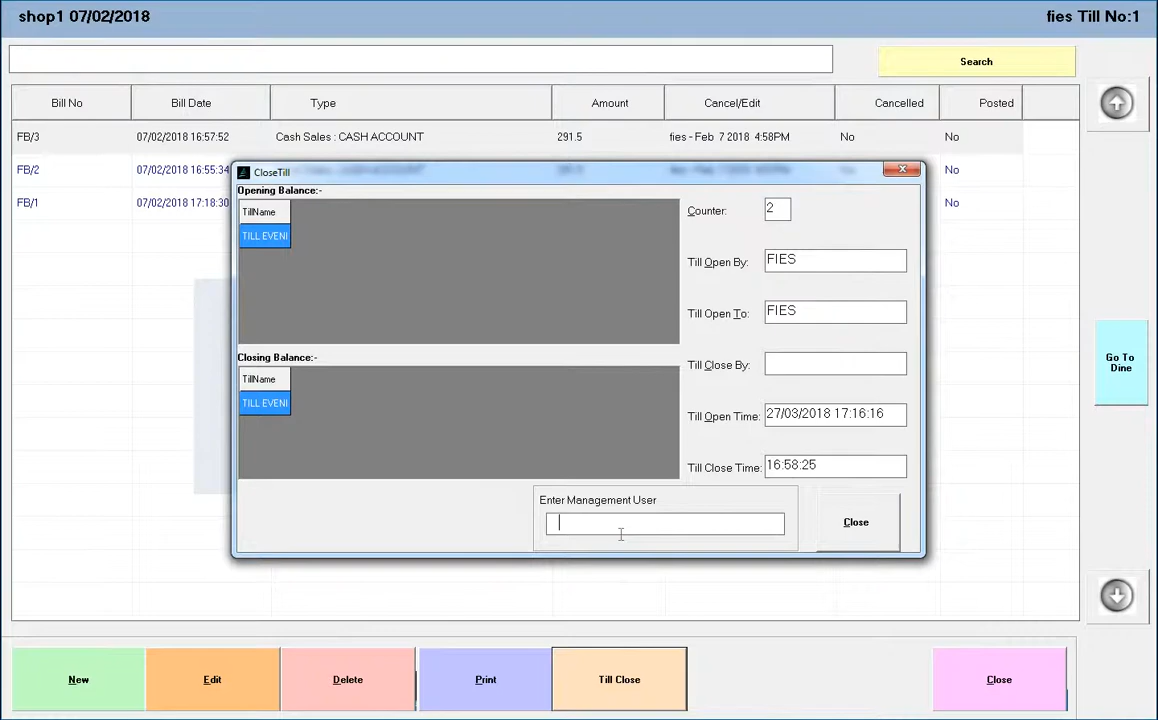 shop1 07/02/2018
fies Till No:1
Search
Bill No Bill Date Type Amount Cancel/Edit Cancelled Posted
FB/3 07/02/2018 16:57:52 Cash Sales : CASH ACCOUNT 291.5 fies - Feb 7 2018 4:58PM No No
FB/2 07/02/2018 16:55:34 No
FB/1 07/02/2018 17:18:30 No
CloseTill
Opening Balance:-
TillName
TILL EVENI
Closing Balance:-
TillName
TILL EVENI
Counter: 2
Till Open By: FIES
Till Open To: FIES
Till Close By:
Till Open Time: 27/03/2018 17:16:16
Till Close Time: 16:58:25
Enter Management User
Close
Go To
Dine
New Edit Delete Print Till Close Close